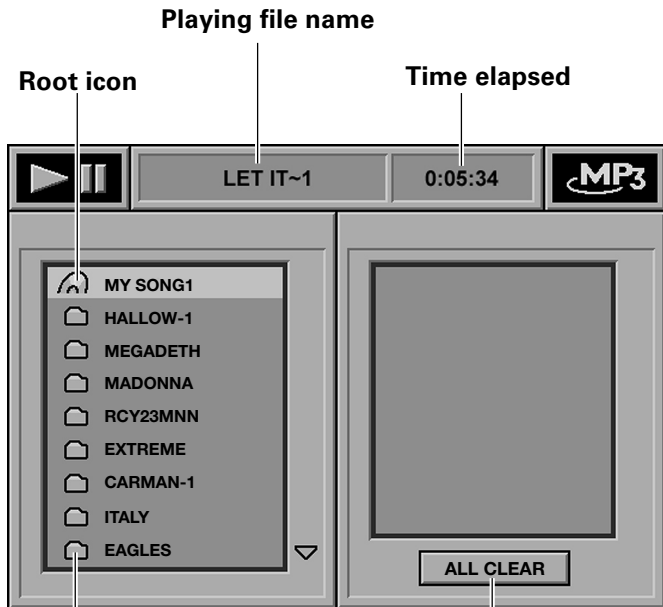 Playing file name
Root icon
Time elapsed
LET IT~1
0:05:34
MP3
MY SONG1
HALLOW-1
MEGADETH
MADONNA
RCY23MNN
EXTREME
CARMAN-1
ITALY
EAGLES
ALL CLEAR